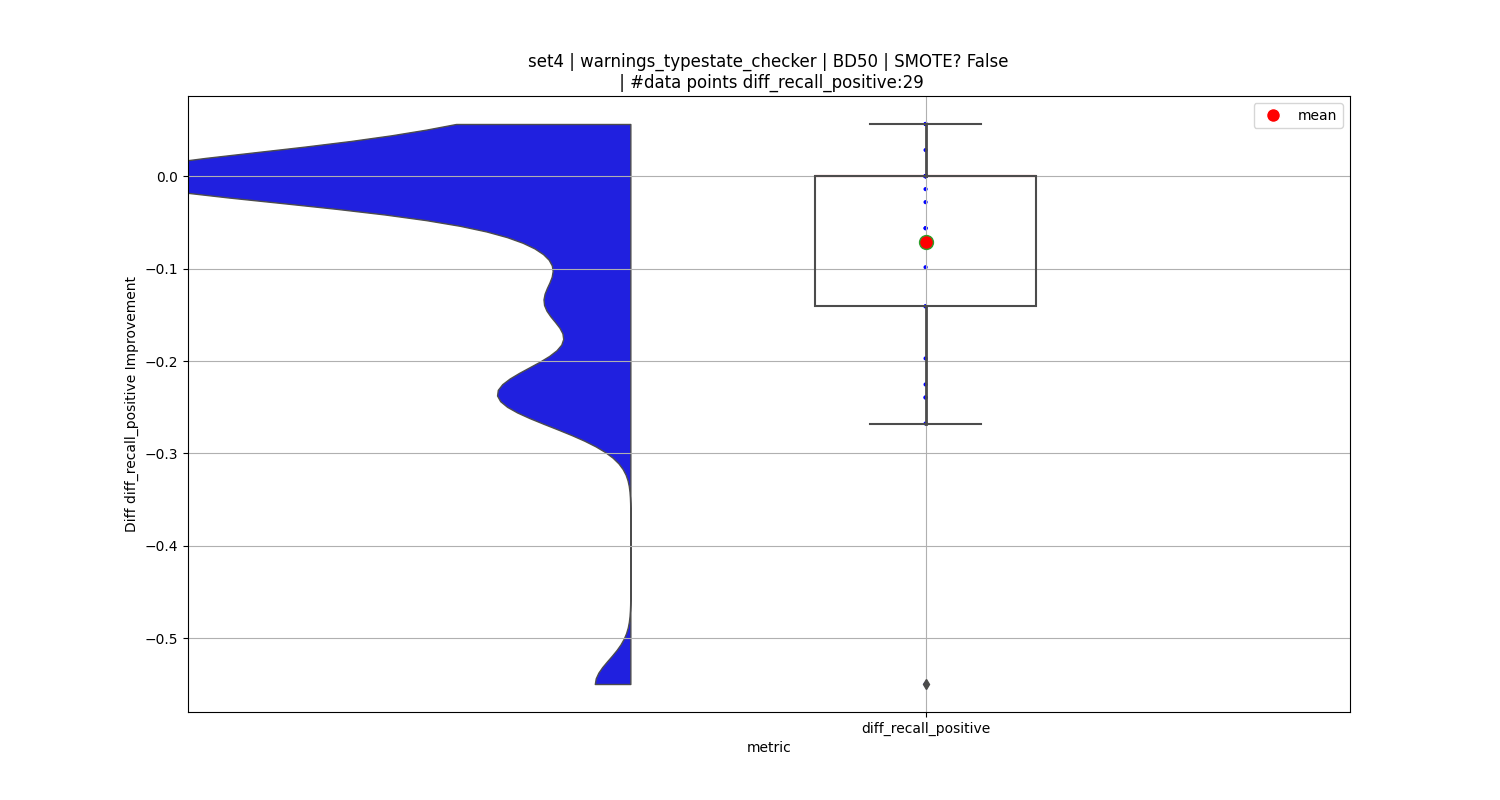 set4 | warnings_typestate_checker | BD50 | SMOTE? False
| #data points diff_recall_positive:29
mean
0.0
−0.1
−0.2
−0.3
−0.4
−0.5
Diff diff_recall_positive Improvement
diff_recall_positive
metric